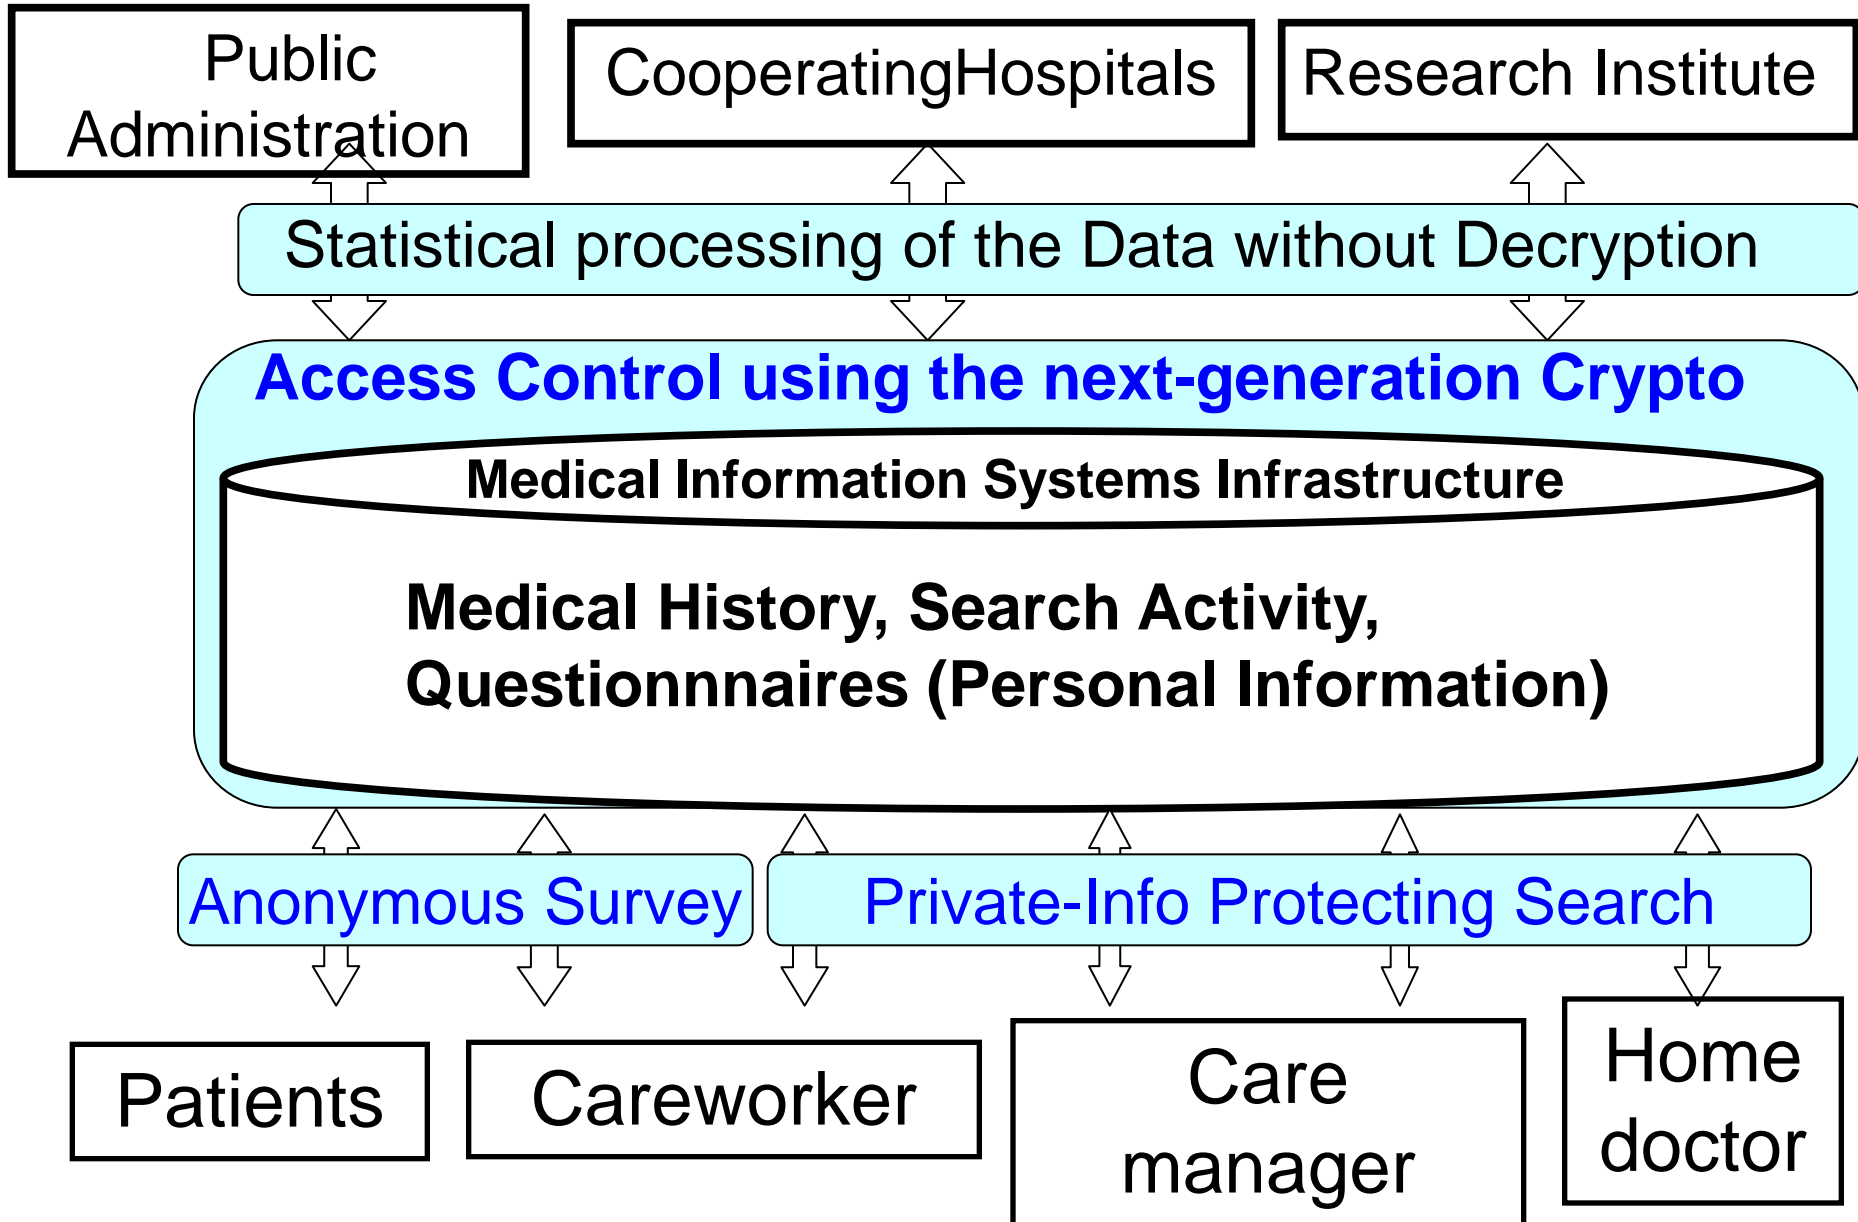 Public
Administration
CooperatingHospitals
Research Institute
Statistical processing of the Data without Decryption
Access Control using the next-generation Crypto
Medical Information Systems Infrastructure
Medical History, Search Activity,
Questionnnaires (Personal Information)
Anonymous Survey
Private-Info Protecting Search
Patients
Careworker
Care
manager
Home
doctor